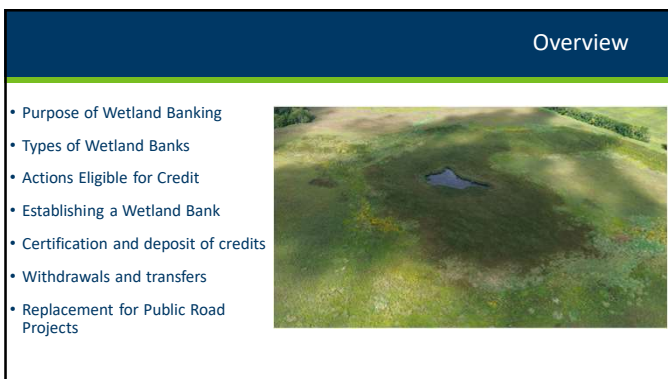 Overview
• Purpose of Wetland Banking
• Types of Wetland Banks
• Actions Eligible for Credit
• Establishing a Wetland Bank
• Certification and deposit of credits
• Withdrawals and transfers
• Replacement for Public Road
Projects